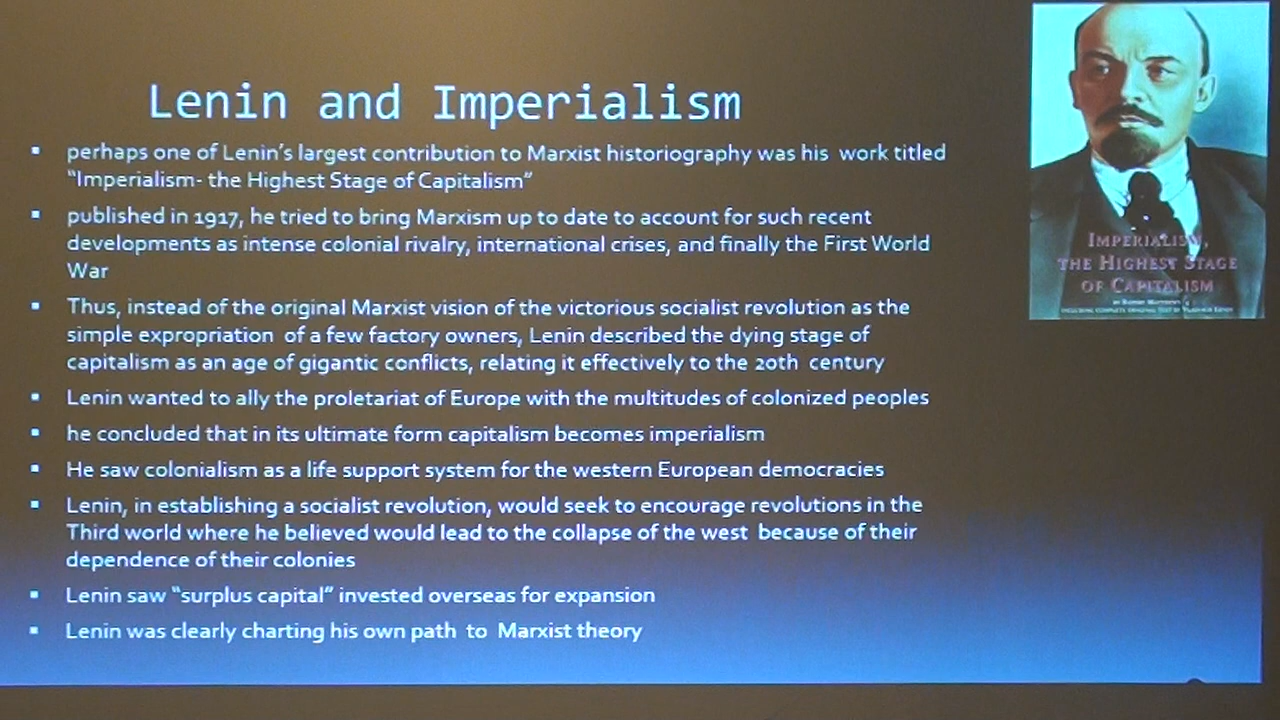 Lenin and Imperialism
▪ perhaps one of Lenin's largest contribution to Marxist historiography was his work titled
"Imperialism- the Highest Stage of Capitalism"
▪ published in 1917, he tried to bring Marxism up to date to account for such recent
developments as intense colonial rivalry, international crises, and finally the First World
War
▪ Thus, instead of the original Marxist vision of the victorious socialist revolution as the
simple expropriation of a few factory owners, Lenin described the dying stage of
capitalism as an age of gigantic conflicts, relating it effectively to the 20th century
▪ Lenin wanted to ally the proletariat of Europe with the multitudes of colonized peoples
▪ he concluded that in its ultimate form capitalism becomes imperialism
▪ He saw colonialism as a life support system for the western European democracies
▪ Lenin, in establishing a socialist revolution, would seek to encourage revolutions in the
Third world where he believed would lead to the collapse of the west because of their
dependence of their colonies
▪ Lenin saw "surplus capital" invested overseas for expansion
▪ Lenin was clearly charting his own path to Marxist theory
IMPERIALISM,
THE HIGHEST STAGE
OF CAPITALISM